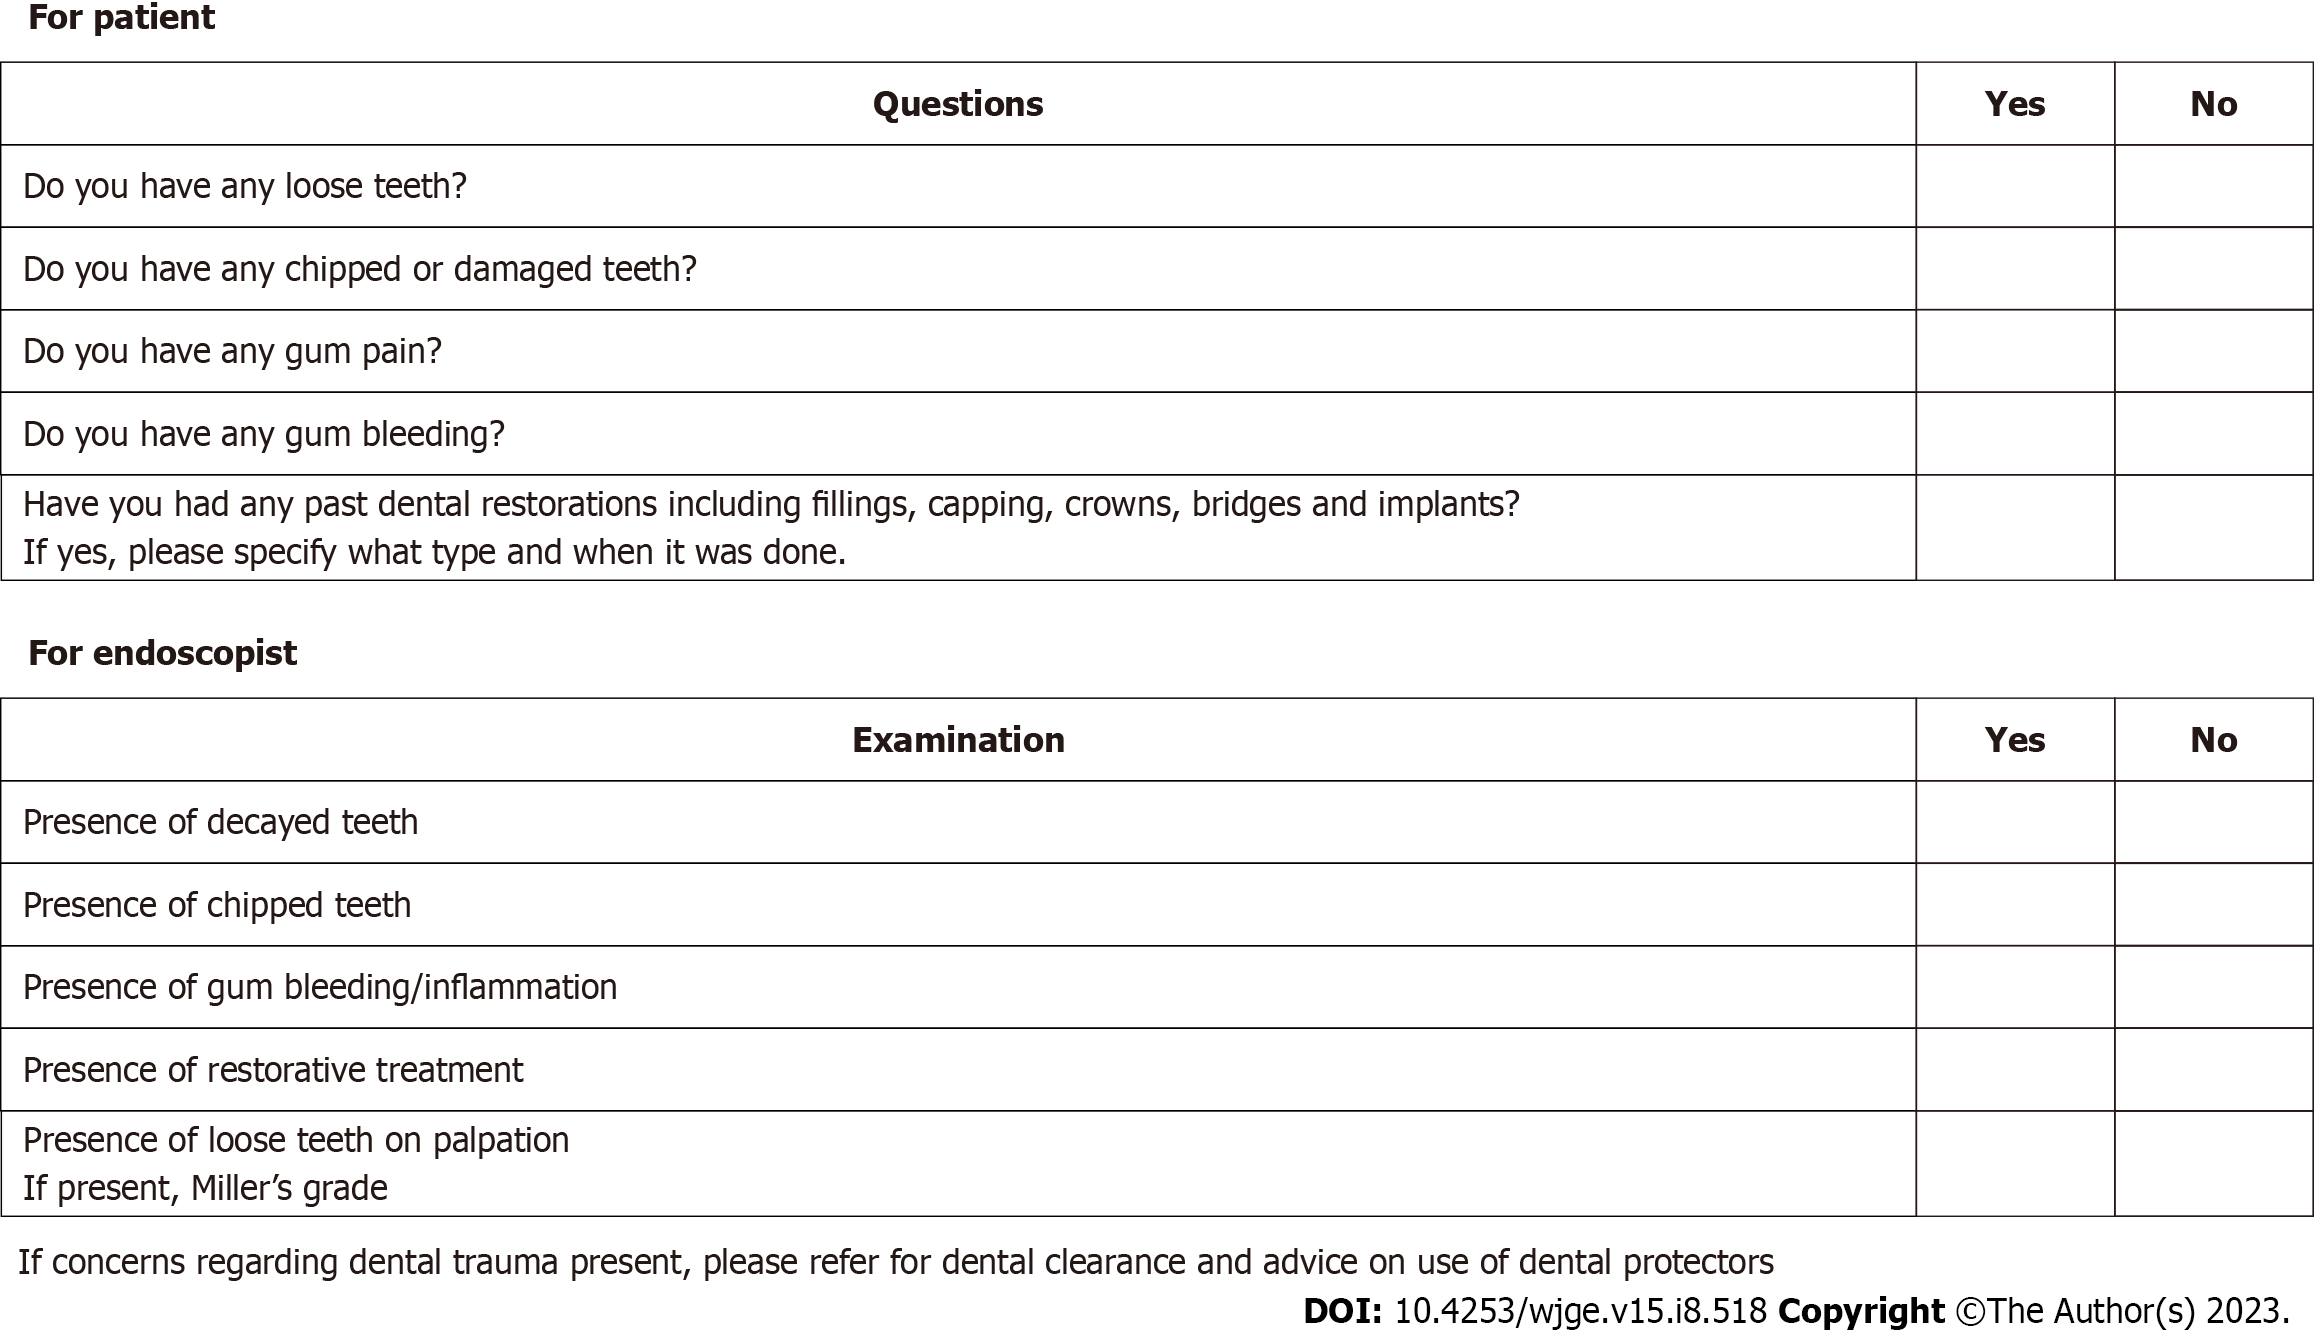 For patient
Questions Yes No
Do you have any loose teeth?
Do you have any chipped or damaged teeth?
Do you have any gum pain?
Do you have any gum bleeding?
Have you had any past dental restorations including fillings, capping, crowns, bridges and implants?
If yes, please specify what type and when it was done.
For endoscopist
Examination Yes No
Presence of decayed teeth
Presence of chipped teeth
Presence of gum bleeding/inflammation
Presence of restorative treatment
Presence of loose teeth on palpation
If present, Miller’s grade
If concerns regarding dental trauma present, please refer for dental clearance and advice on use of dental protectors
DOI: 10.4253/wjge.v15.i8.518 Copyright ©The Author(s) 2023.